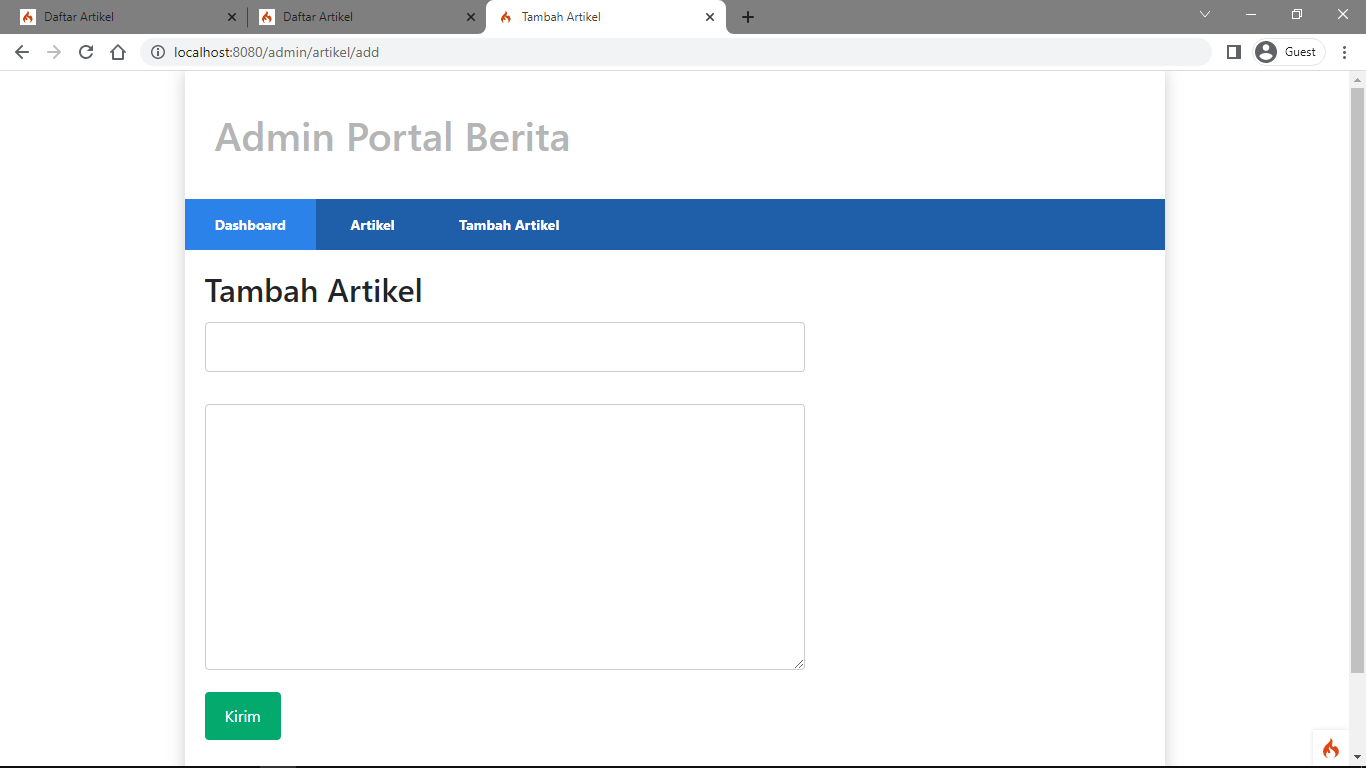 Daftar Artikel
Daftar Artikel
Tambah Artikel
localhost:8080/admin/artikel/add
Guest
Admin Portal Berita
Dashboard
Artikel
Tambah Artikel
Tambah Artikel
Kirim